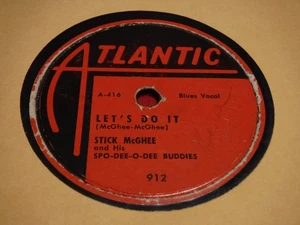 ATLANTIC
A-416 Blues Vocal
LET'S DO IT
(McGhee-McGhee)
STICK McGHEE
and His
SPO-DEE-O-DEE BUDDIES
912